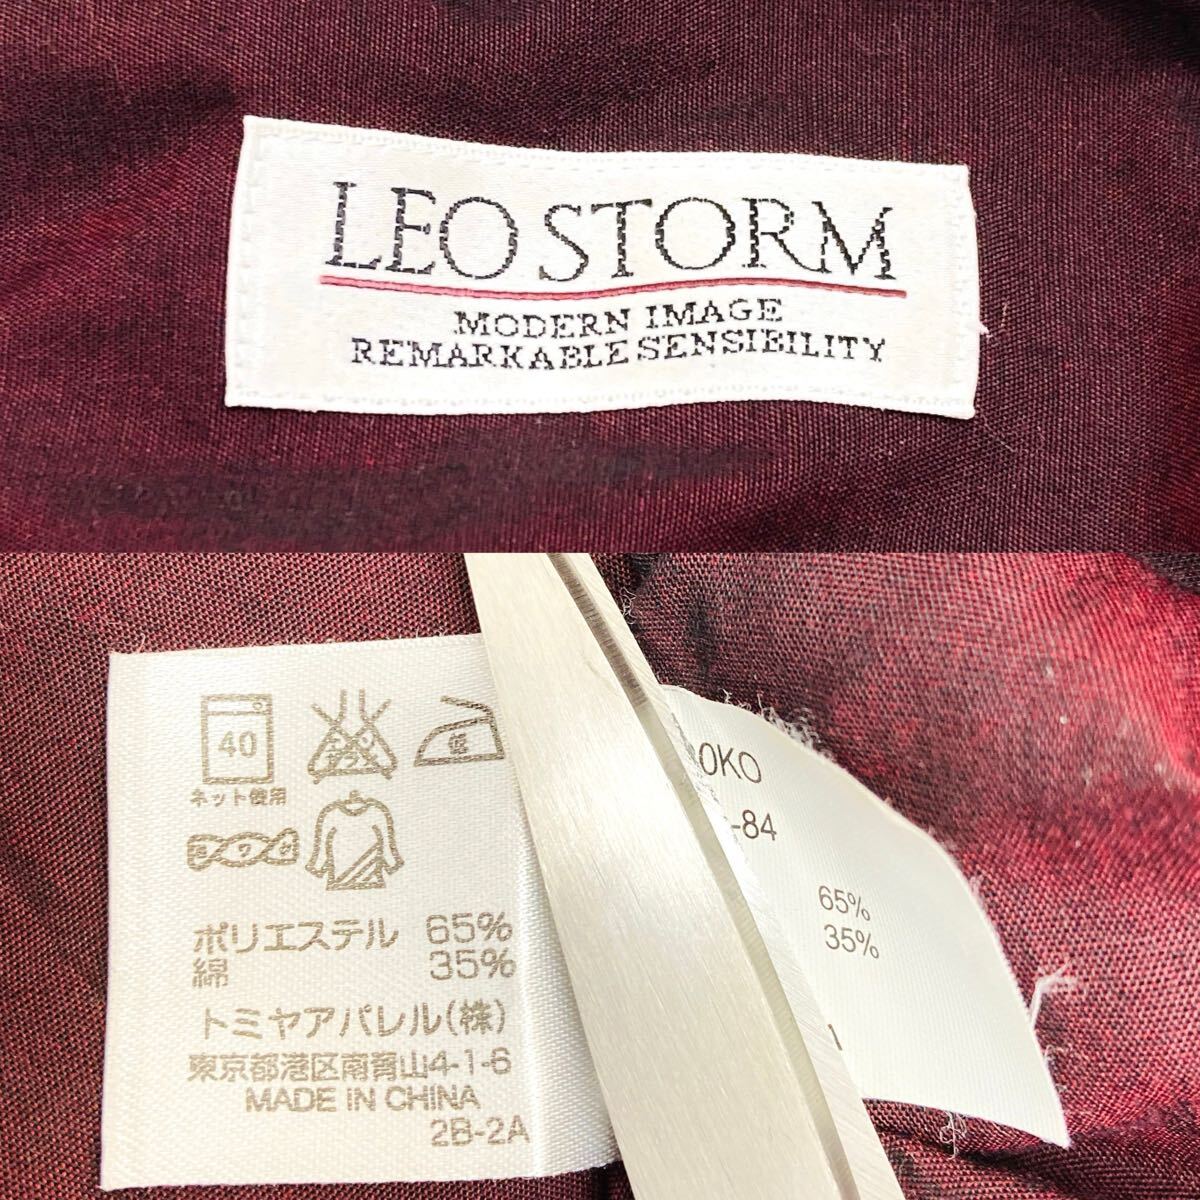 LEO STORM
MODERN IMAGE
REMARKABLE SENSIBILITY
40
ネット使用
低
ポリエステル 65%
綿 35%
トミヤアパレル(株)
東京都港区南青山4-1-6
MADE IN CHINA
2B-2A
OKO
-84
65%
35%